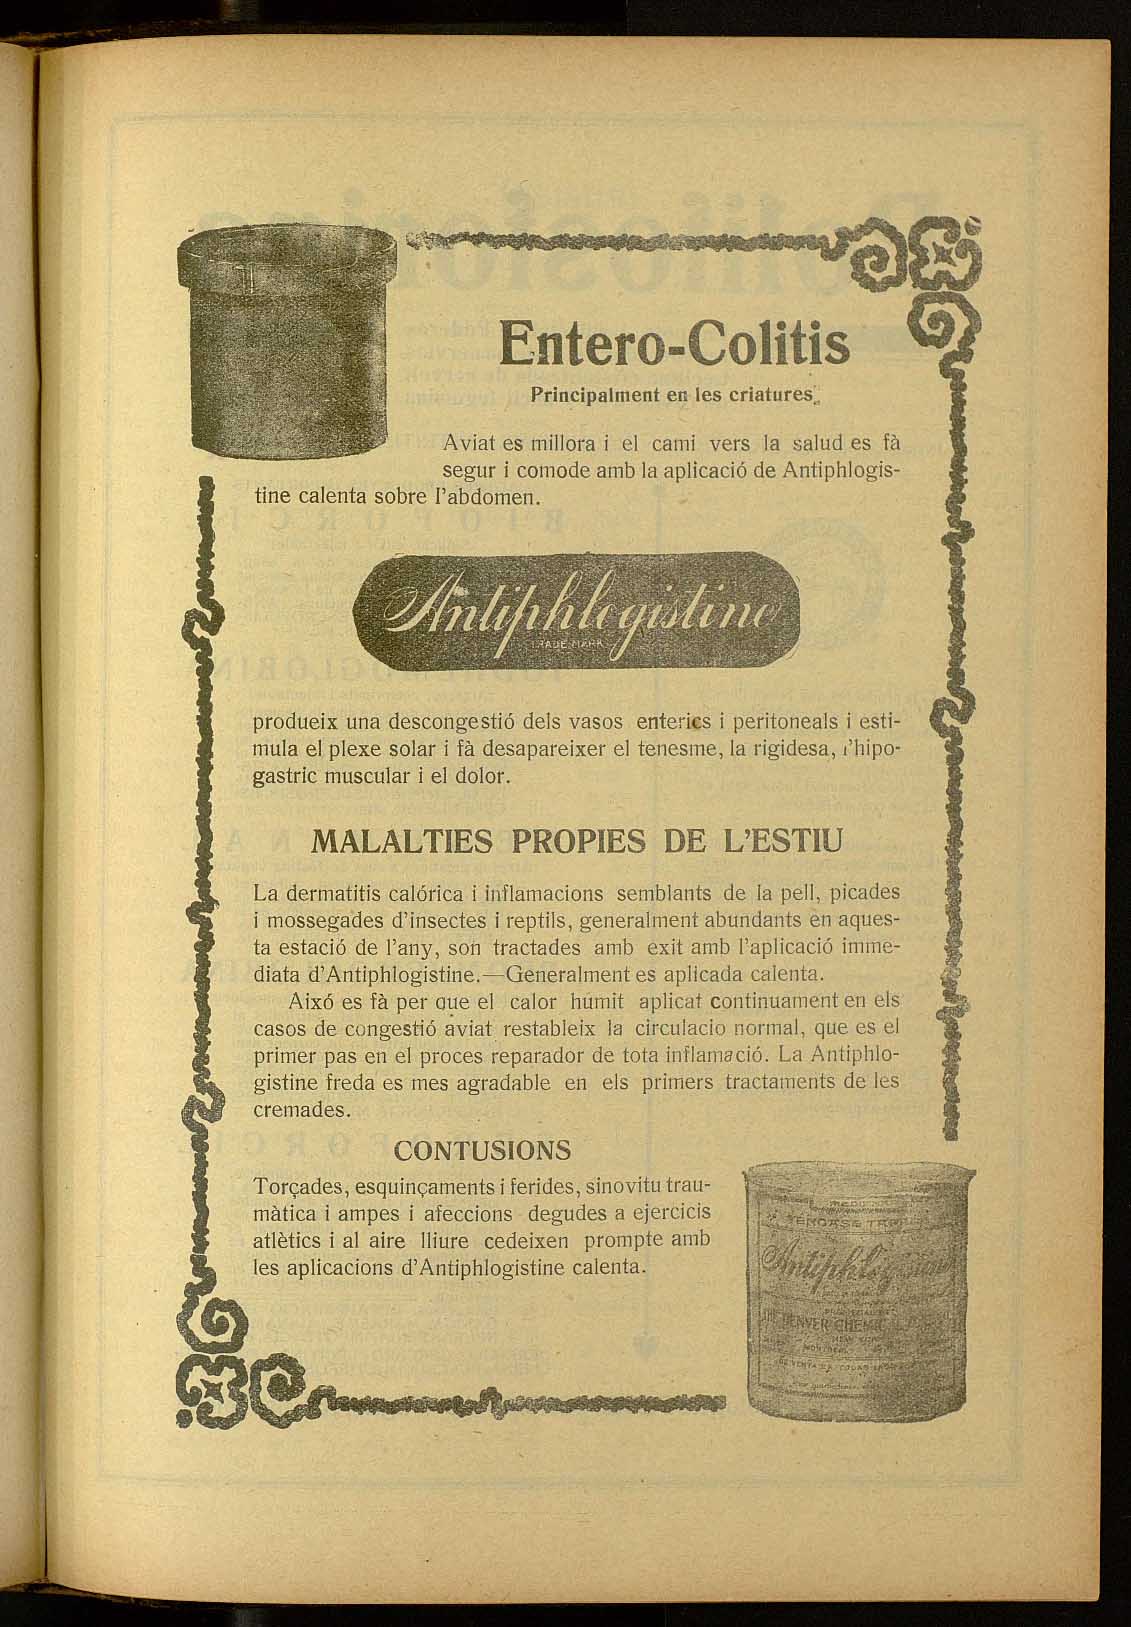 Entero-Colitis
Principalment en les criatures
Aviat es millora i el cami vers la salud es fà
segur i comode amb la aplicació de Antiphlogis-
tine calenta sobre l'abdomen.
Antiphlogistine
TRADE MARK
produeix una descongestió dels vasos enterics i peritoneals i esti-
mula el plexe solar i fà desapareixer el tenesme, la rigidesa, l'hipo-
gastric muscular i el dolor.
MALALTIES PROPIES DE L'ESTIU
La dermatitis calórica i inflamacions semblants de la pell, picades
i mossegades d'insectes i reptils, generalment abundants en aques-
ta estació de l'any, son tractades amb exit amb l'aplicació imme-
diata d'Antiphlogistine.—Generalment es aplicada calenta.
Aixó es fà per que el calor húmit aplicat continuament en els
casos de congestió aviat restableix la circulacio normal, que es el
primer pas en el proces reparador de tota inflamació. La Antiphlo-
gistine freda es mes agradable en els primers tractaments de les
cremades.
CONTUSIONS
Torçades, esquinçaments i ferides, sinovitu trau-
màtica i ampes i afeccions degudes a ejercicis
atlètics i al aire lliure cedeixen prompte amb
les aplicacions d'Antiphlogistine calenta.
Antiphlogistine
THE DENVER CHEMICAL
NEW YORK
MONTREAL